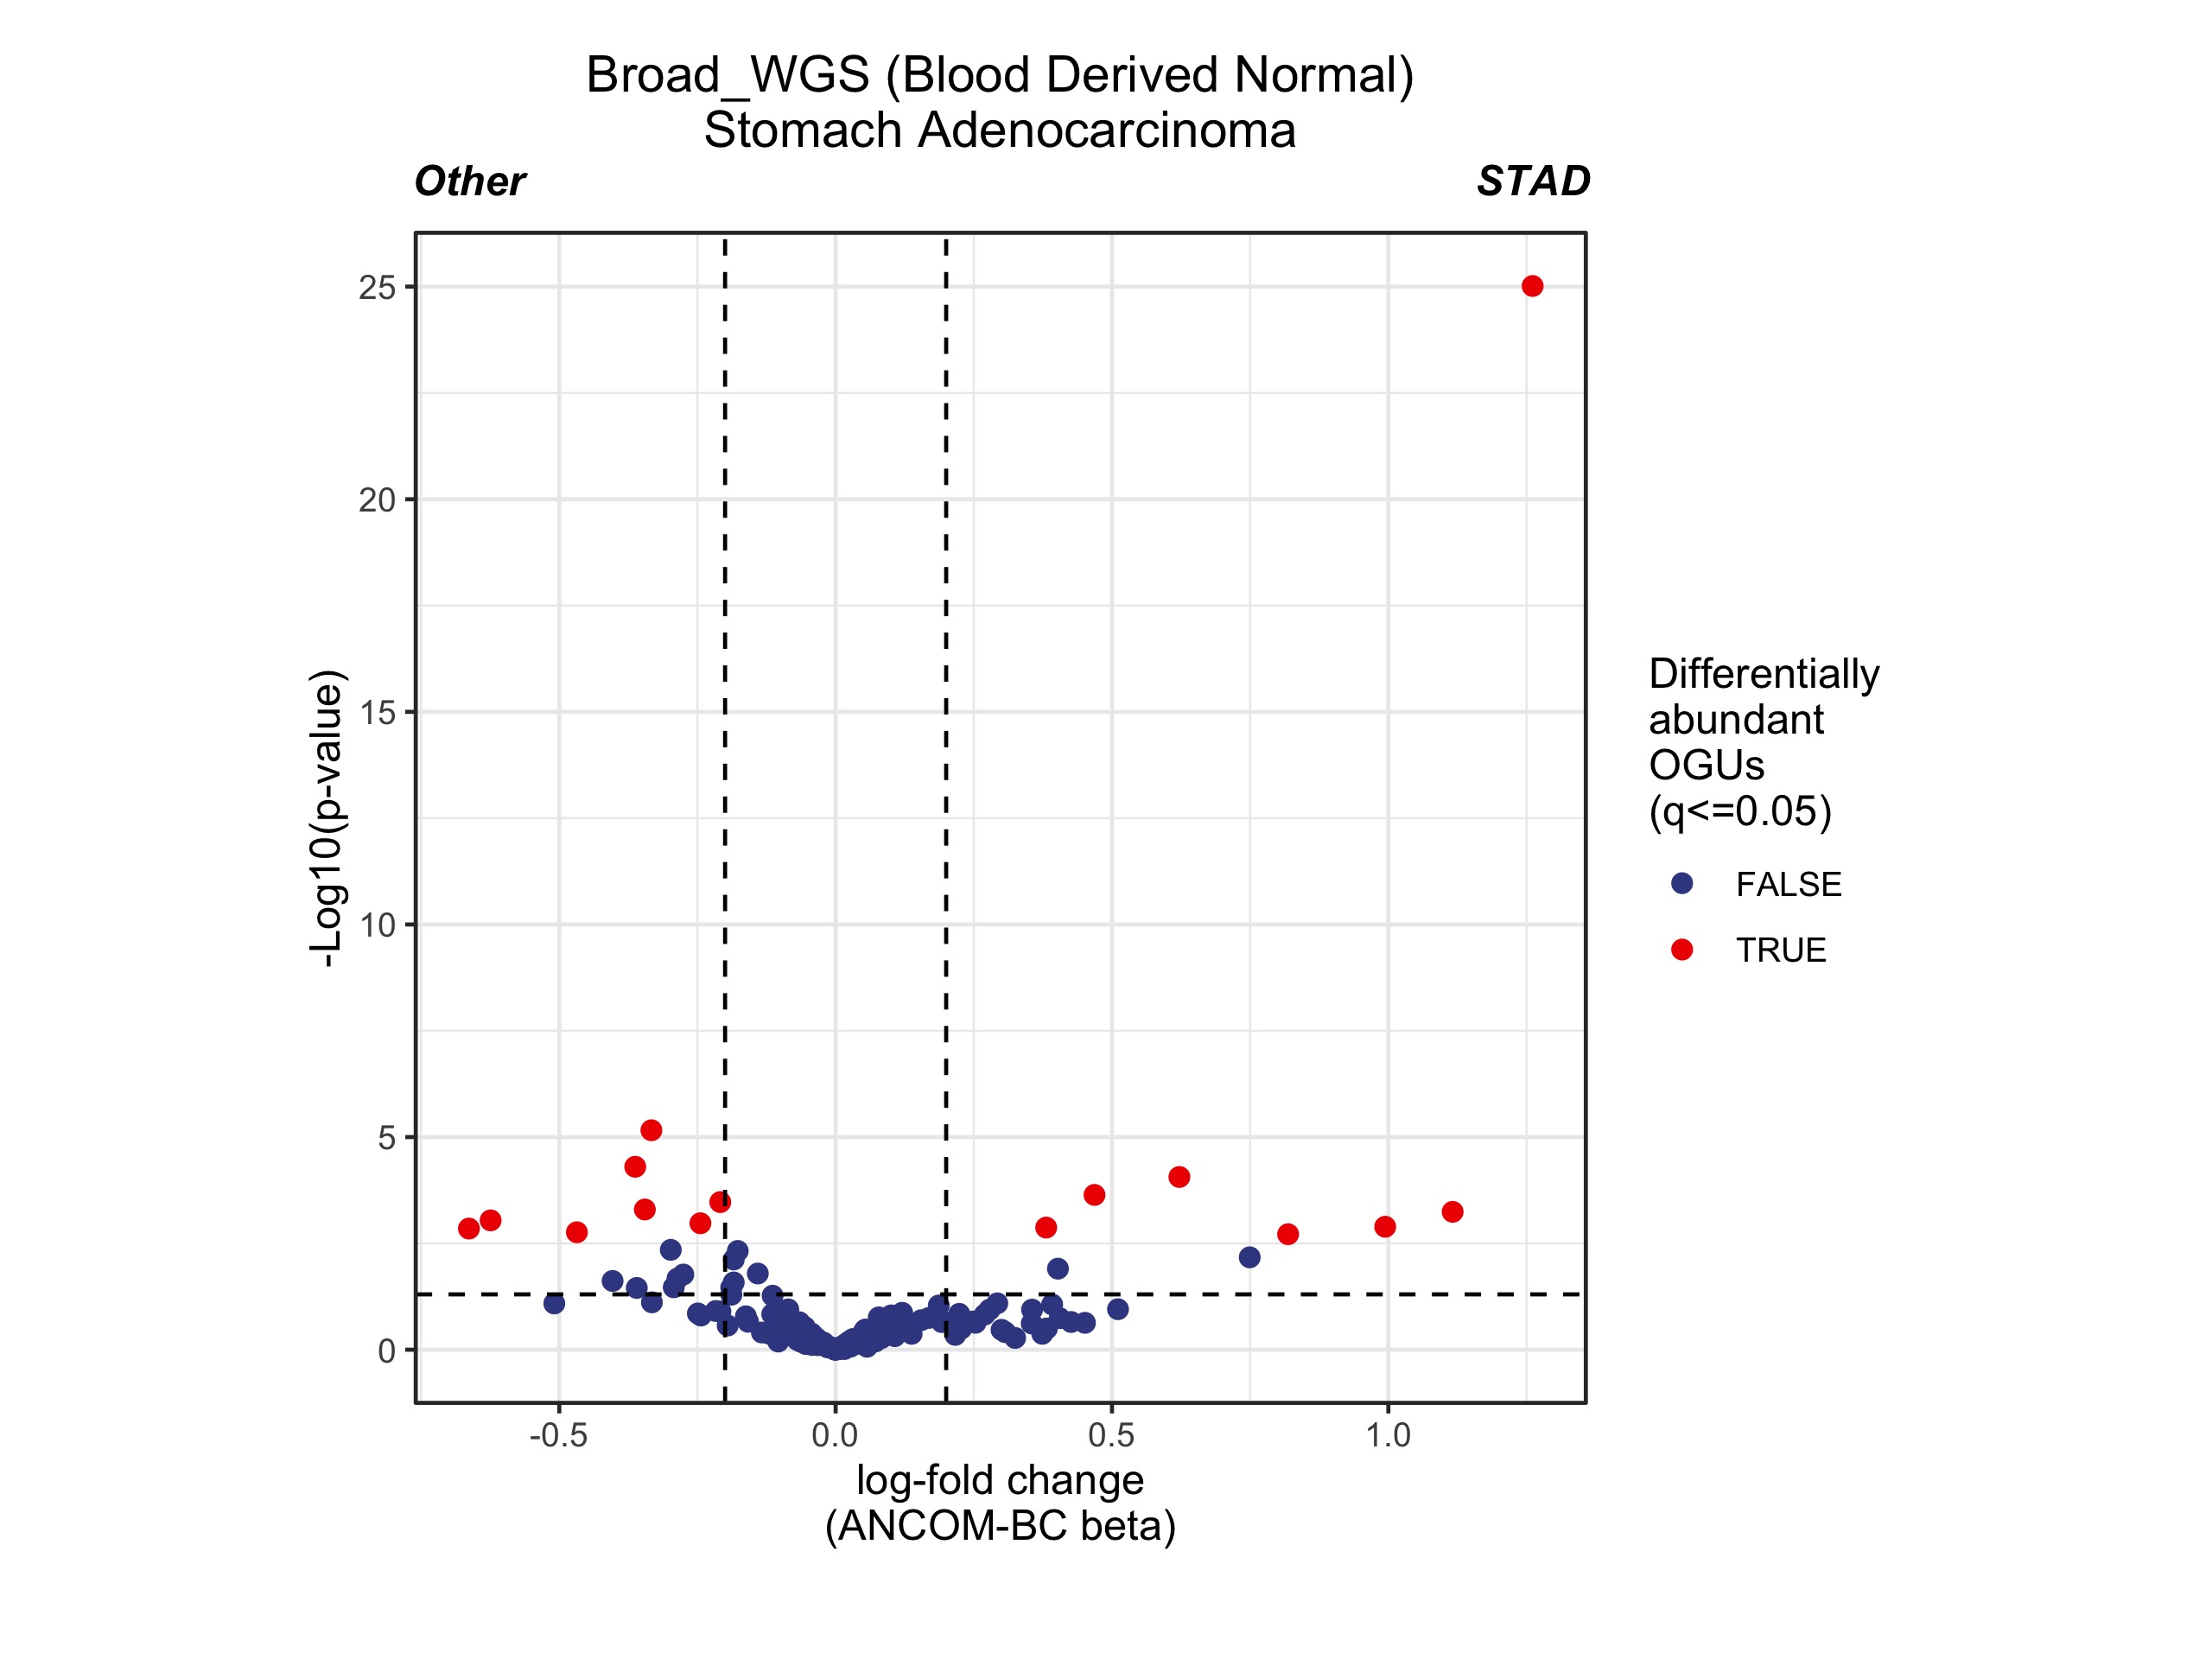 Broad_WGS (Blood Derived Normal)
Stomach Adenocarcinoma
Other
STAD
25
20
15
10
5
0
-Log10(p-value)
-0.5
0.0
0.5
1.0
log-fold change
(ANCOM-BC beta)
Differentially
abundant
OGUs
(q<=0.05)
FALSE
TRUE